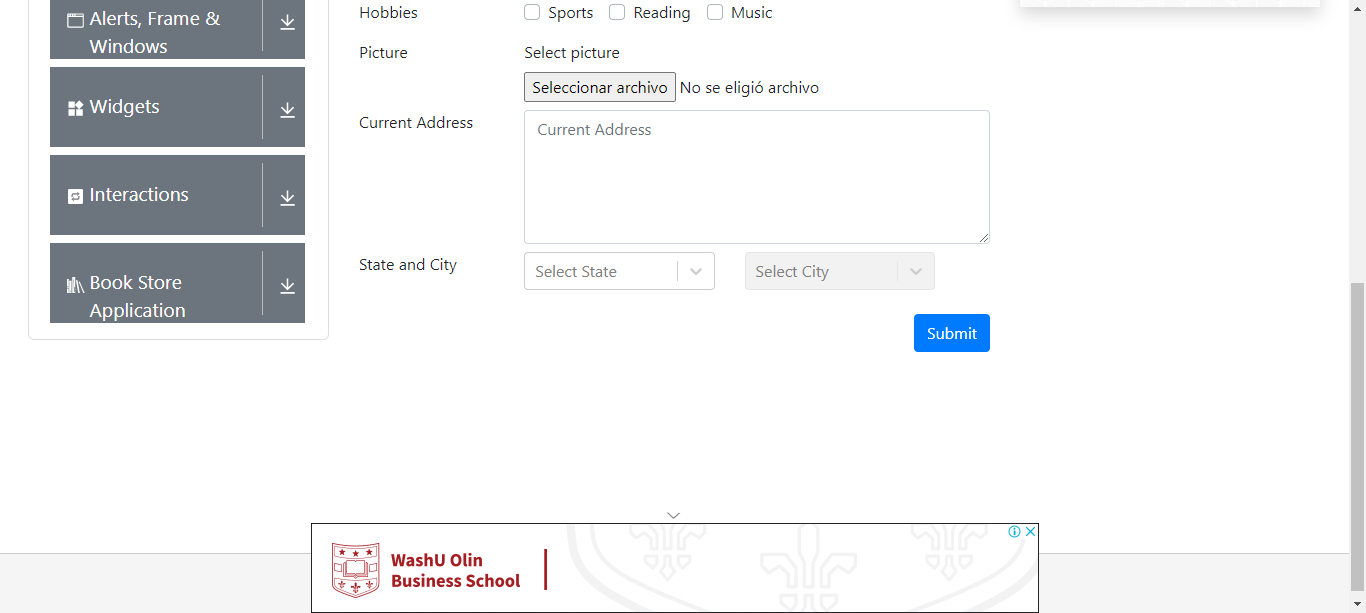 Alerts, Frame &
Windows
Widgets
Interactions
Book Store
Application
Hobbies
Sports Reading Music
Picture
Select picture
Seleccionar archivo No se eligió archivo
Current Address
Current Address
State and City
Select State
Select City
Submit
WashU Olin
Business School